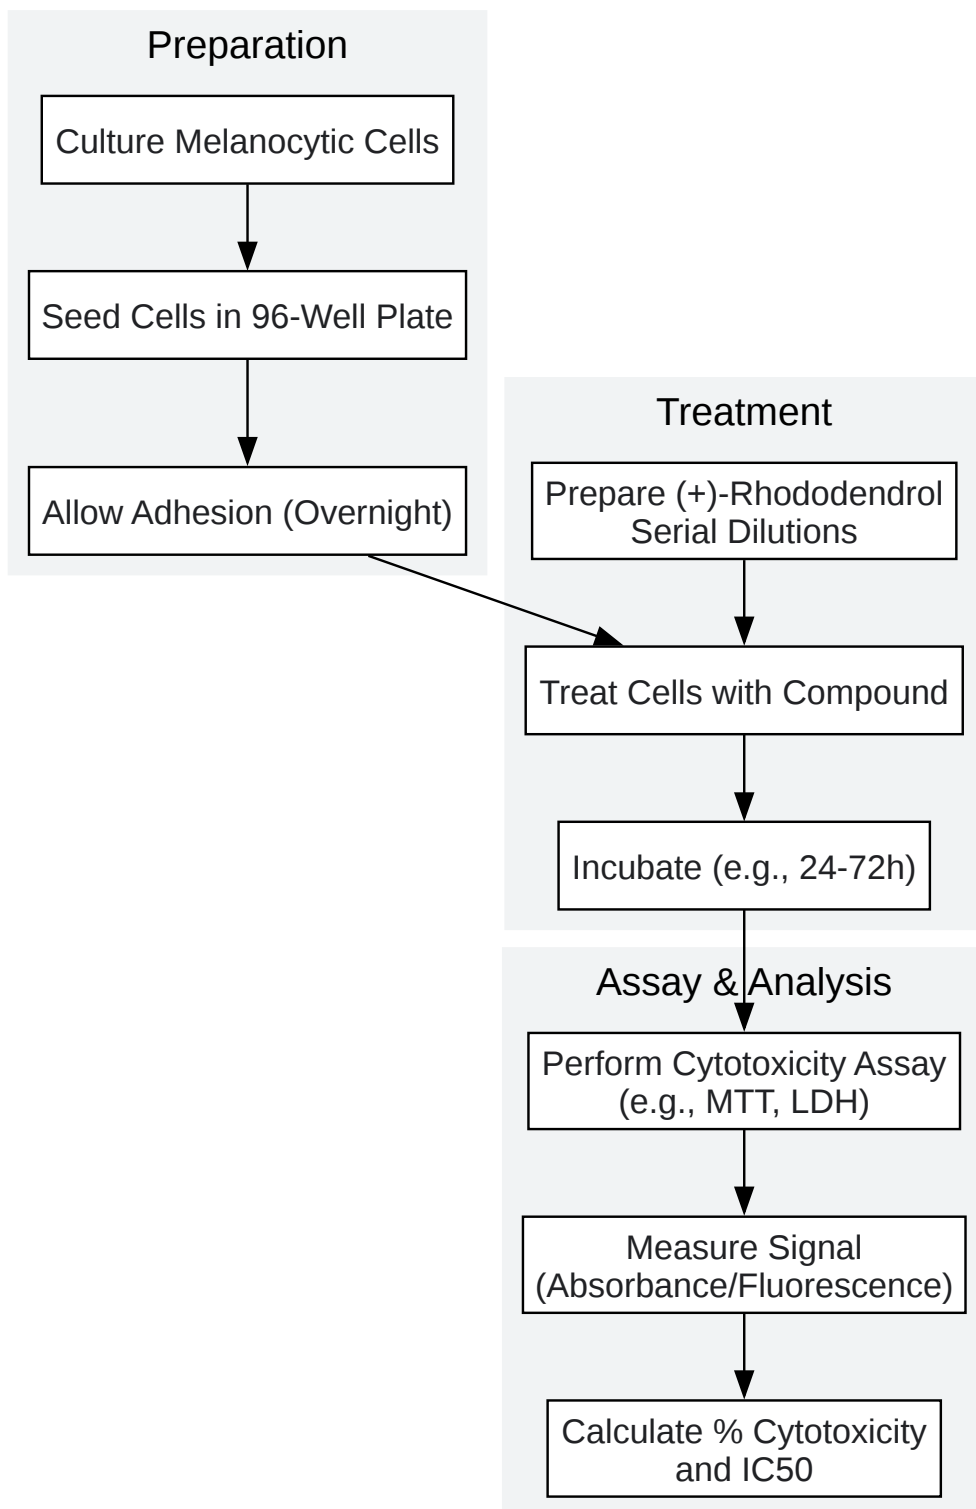 Preparation
Culture Melanocytic Cells
Seed Cells in 96-Well Plate
Allow Adhesion (Overnight)
Treatment
Prepare (+)-Rhododendrol
Serial Dilutions
Treat Cells with Compound
Incubate (e.g., 24-72h)
Assay & Analysis
Perform Cytotoxicity Assay
(e.g., MTT, LDH)
Measure Signal
(Absorbance/Fluorescence)
Calculate % Cytotoxicity
and IC50